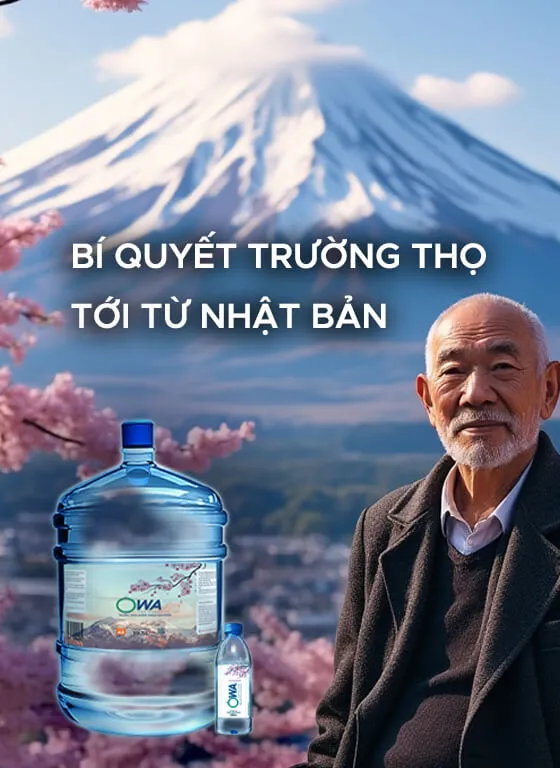 BÍ QUYẾT TRƯỜNG THỌ
TỚI TỪ NHẬT BẢN
OWA
OWA